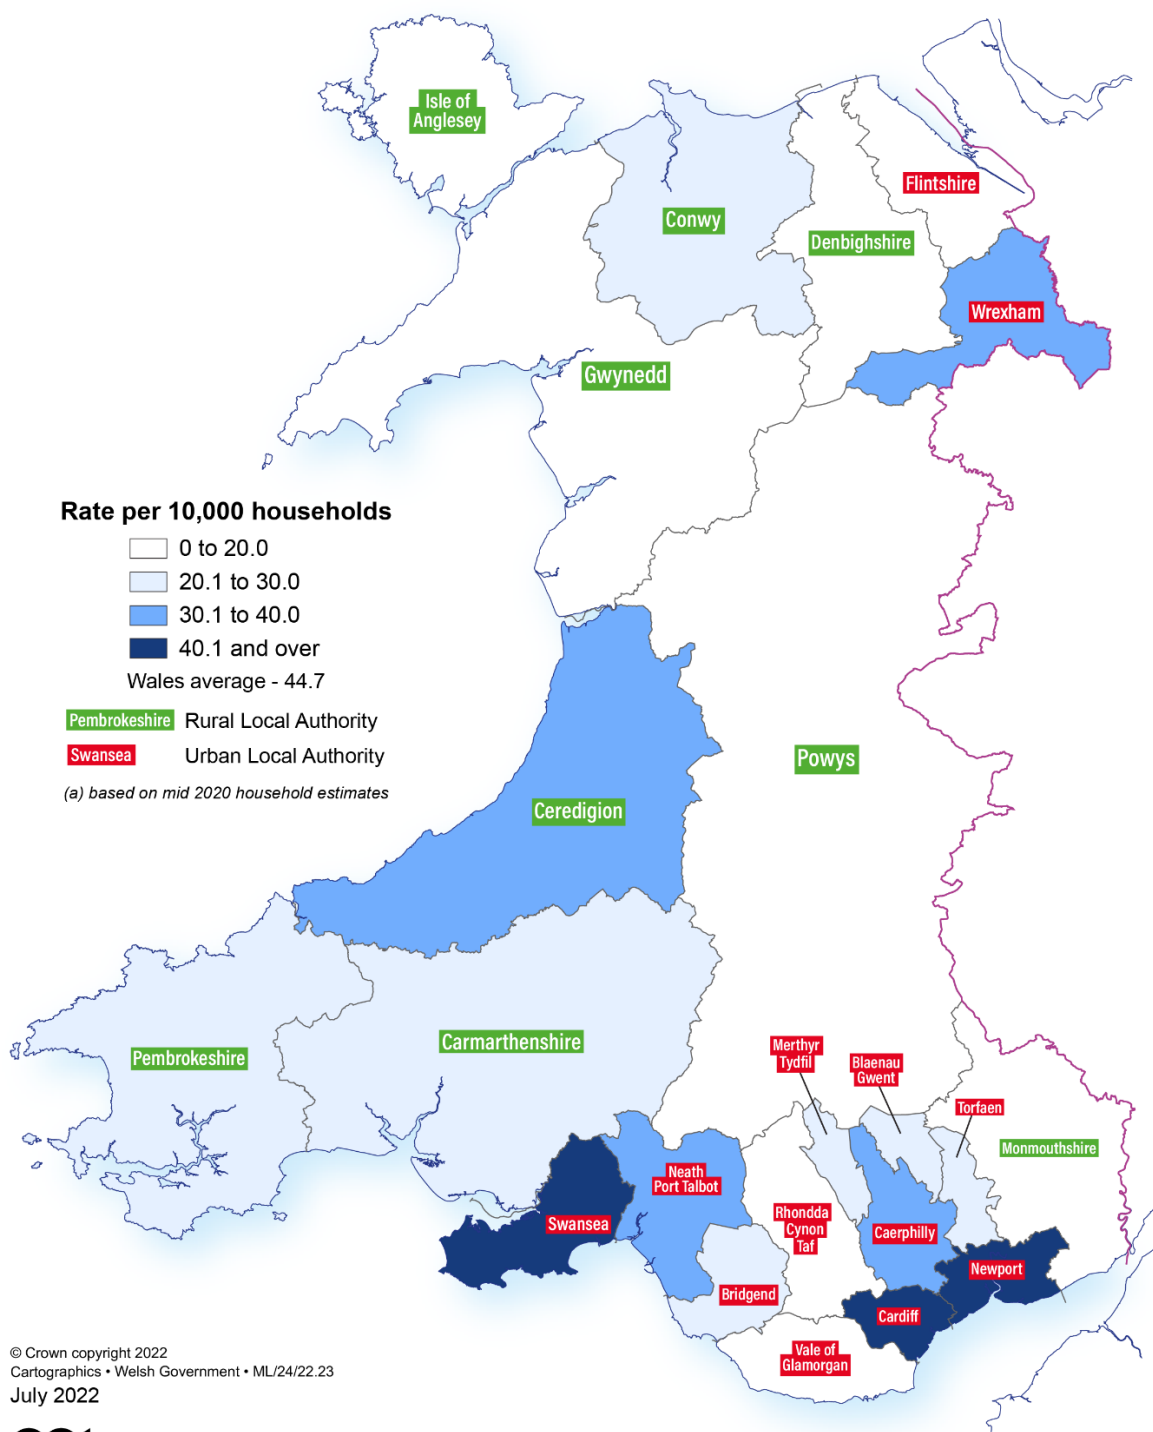 Isle of
Anglesey
Flintshire
Conwy
Denbighshire
Wrexham
Gwynedd
Rate per 10,000 households
0 to 20.0
20.1 to 30.0
30.1 to 40.0
40.1 and over
Wales average - 44.7
Pembrokeshire Rural Local Authority
Swansea Urban Local Authority
(a) based on mid 2020 household estimates
Powys
Ceredigion
Carmarthenshire
Pembrokeshire
Merthyr
Tydfil
Blaenau
Gwent
Torfaen
Monmouthshire
Neath
Port Talbot
Swansea
Rhondda
Cynon
Taf
Caerphilly
Newport
Bridgend
Cardiff
Vale of
Glamorgan
© Crown copyright 2022
Cartographics • Welsh Government • ML/24/22.23
July 2022